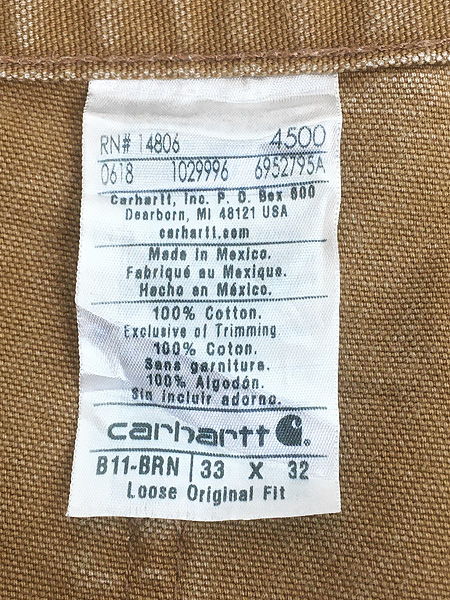 RN# 14806 4500
0618 1029996 6952795A
Carhartt, Inc. P. O. Box 600
Dearborn, MI 48121 USA
carhartt.com
Made in Mexico.
Fabriqué au Mexique.
Hecho en México.
100% Cotton.
Exclusive of Trimming
100% Coton.
Sans garniture.
100% Algodón.
Sin incluir adorno.
carhartt
B11-BRN 33 X 32
Loose Original Fit